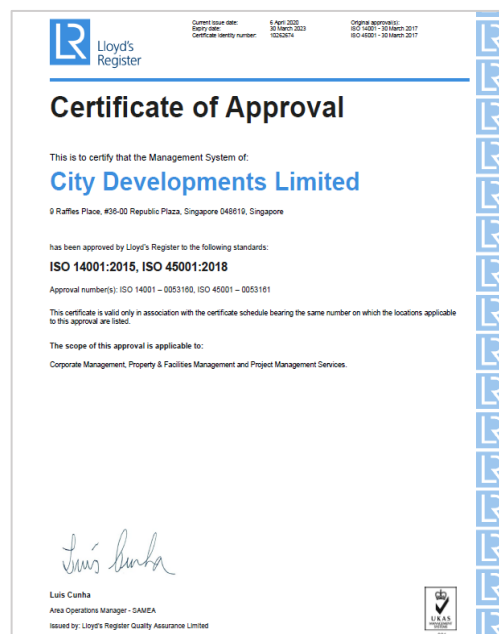 LR
Lloyd's
Register
Current issue date: 6 April 2020
Expiry date: 30 March 2023
Certificate identity number: 10262674
Original approval(s):
ISO 14001 - 30 March 2017
ISO 45001 - 30 March 2017
Certificate of Approval
This is to certify that the Management System of:
City Developments Limited
9 Raffles Place, #36-00 Republic Plaza, Singapore 048619, Singapore
has been approved by Lloyd's Register to the following standards:
ISO 14001:2015, ISO 45001:2018
Approval number(s): ISO 14001 – 0053160, ISO 45001 – 0053161
This certificate is valid only in association with the certificate schedule bearing the same number on which the locations applicable
to this approval are listed.
The scope of this approval is applicable to:
Corporate Management, Property & Facilities Management and Project Management Services.
Luis Cunha
Luis Cunha
Area Operations Manager - SAMEA
Issued by: Lloyd's Register Quality Assurance Limited
UKAS